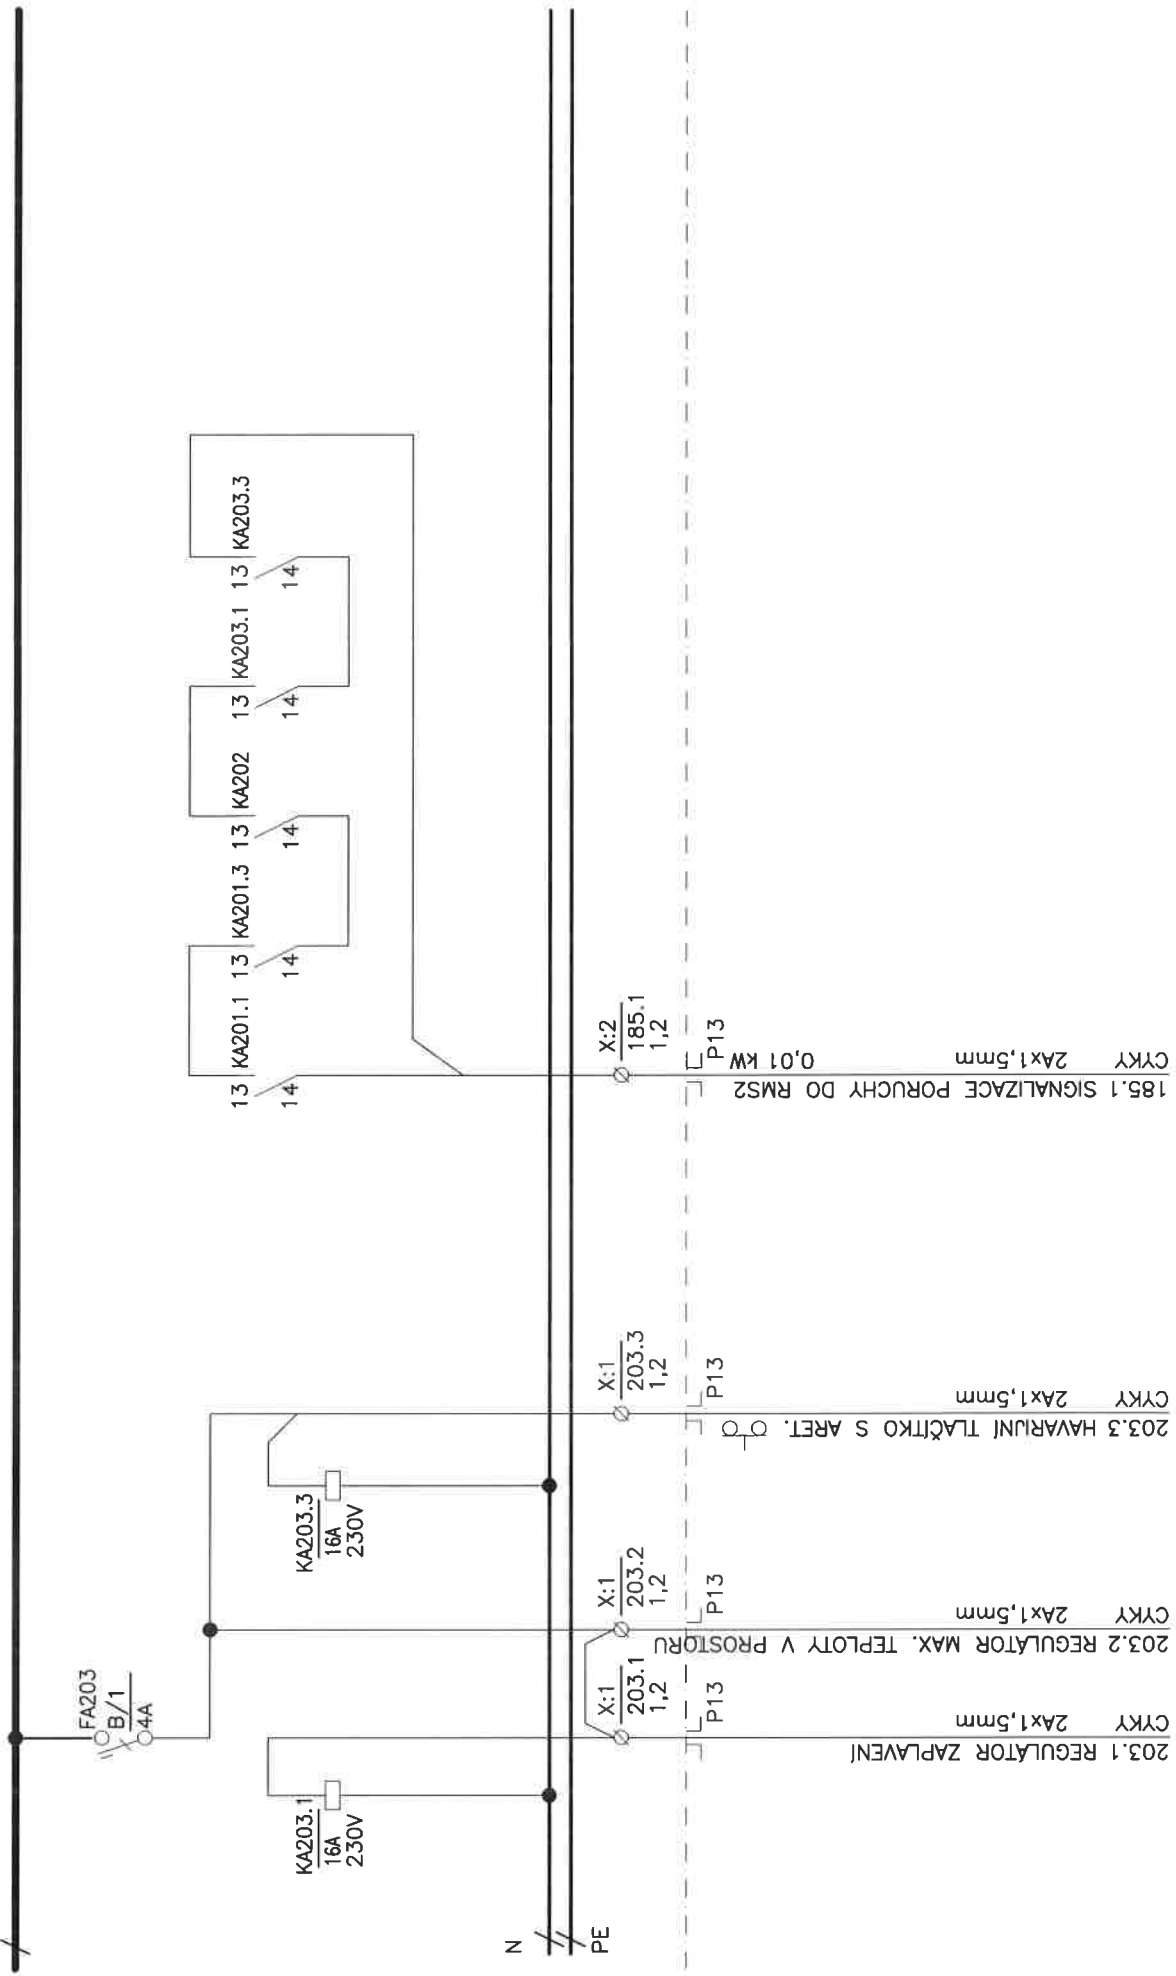 FA203
B/1
4A
KA203.1
16A
230V
KA203.3
16A
230V
13 KA201.1
14
13 KA201.3
14
13 KA202
14
13 KA203.1
14
13 KA203.3
14
N
PE
X:1
203.1
1,2
P13
X:1
203.2
1,2
P13
X:1
203.3
1,2
P13
X:2
185.1
1,2
P13
203.1 REGULÁTOR ZAPLAVENÍ
CYKY 2Ax1,5mm
203.2 REGULÁTOR MAX. TEPLOTY V PROSTORU
CYKY 2Ax1,5mm
203.3 HAVARIJNÍ TLAČÍTKO S ARET.
CYKY 2Ax1,5mm
185.1 SIGNALIZACE PORUCHY DO RMS2
CYKY 2Ax1,5mm 0,01 kW